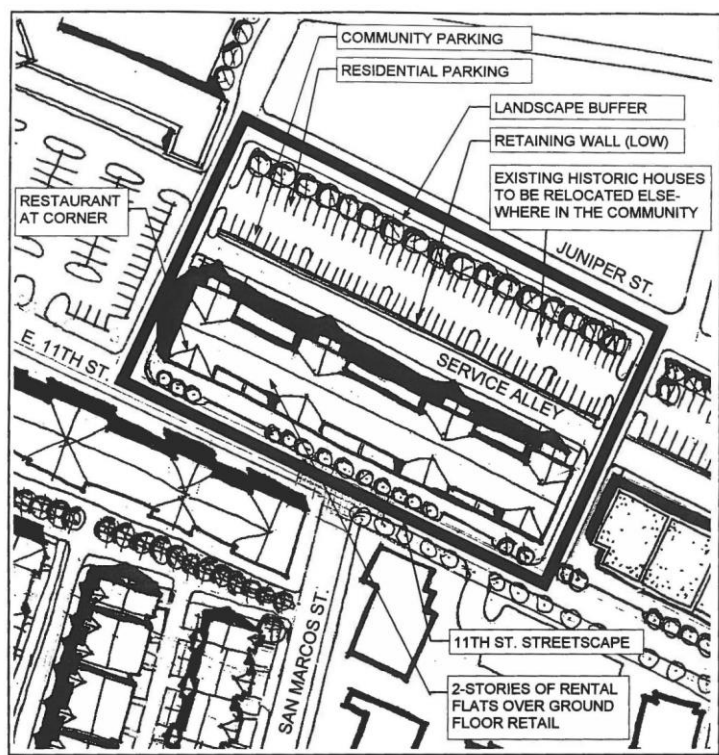 COMMUNITY PARKING
RESIDENTIAL PARKING
LANDSCAPE BUFFER
RETAINING WALL (LOW)
EXISTING HISTORIC HOUSES
TO BE RELOCATED ELSE-
WHERE IN THE COMMUNITY
RESTAURANT
AT CORNER
JUNIPER ST.
E. 11TH ST.
SERVICE ALLEY
SAN MARCOS ST.
11TH ST. STREETSCAPE
2-STORIES OF RENTAL
FLATS OVER GROUND
FLOOR RETAIL